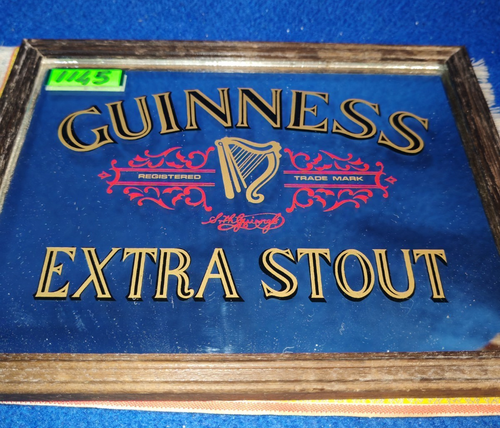 1145
GUINNESS
REGISTERED TRADE MARK
EXTRA STOUT